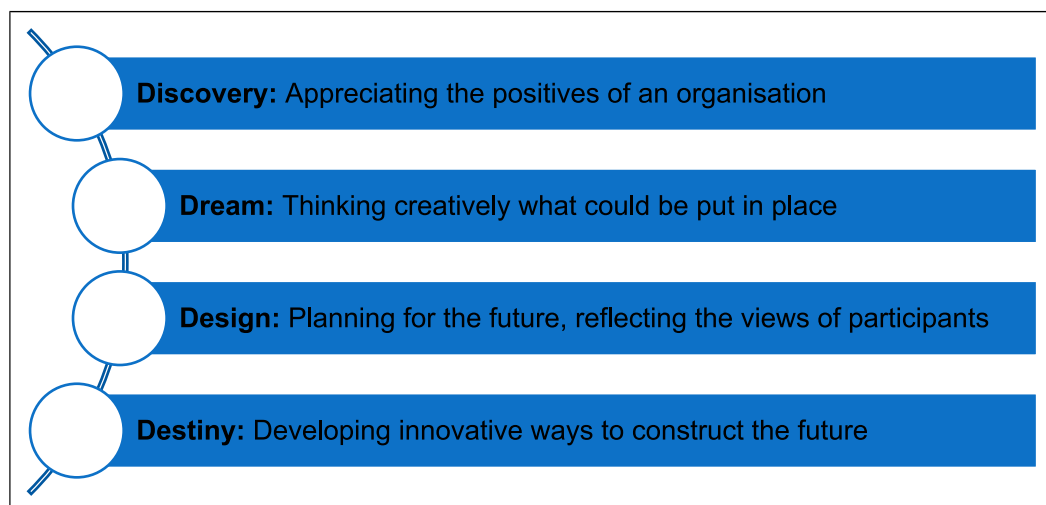 Discovery: Appreciating the positives of an organisation
Dream: Thinking creatively what could be put in place
Design: Planning for the future, reflecting the views of participants
Destiny: Developing innovative ways to construct the future